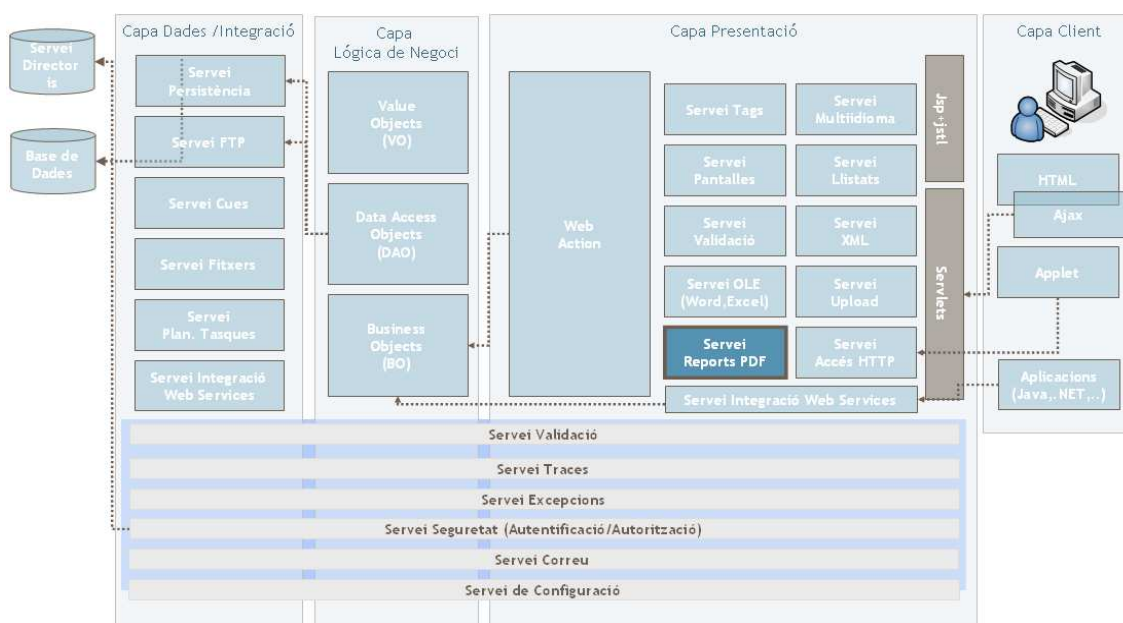 Servei
Director
is
Base de
Dades
Capa Dades /Integració
Servei
Persistència
Servei FTP
Servei Cues
Servei Fitxers
Servei
Plan. Tasques
Servei Integració
Web Services
Capa
Lógica de Negoci
Value
Objects
(VO)
Data Access
Objects
(DAO)
Business
Objects
(BO)
Capa Presentació
Web
Action
Servei Tags
Servei
Multiidioma
Servei
Pantalles
Servei
Llistats
Servei
Validació
Servei
XML
Servei OLE
(Word,Excel)
Servei
Upload
Servei
Reports PDF
Servei
Accés HTTP
Servei Integració Web Services
Jsp+jstl
Servlets
Capa Client
HTML
Ajax
Applet
Aplicacions
(Java,.NET,..)
Servei Validació
Servei Traces
Servei Excepcions
Servei Seguretat (Autentificació/Autorització)
Servei Correu
Servei de Configuració